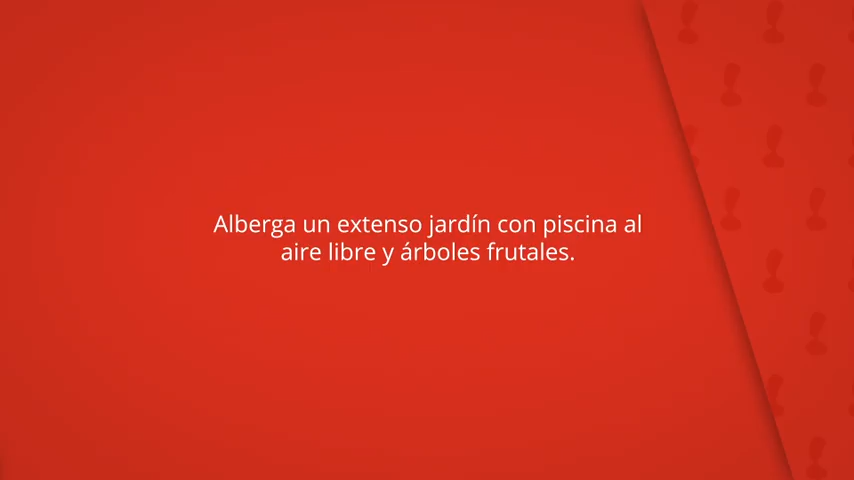 Alberga un extenso jardín con piscina al
aire libre y árboles frutales.